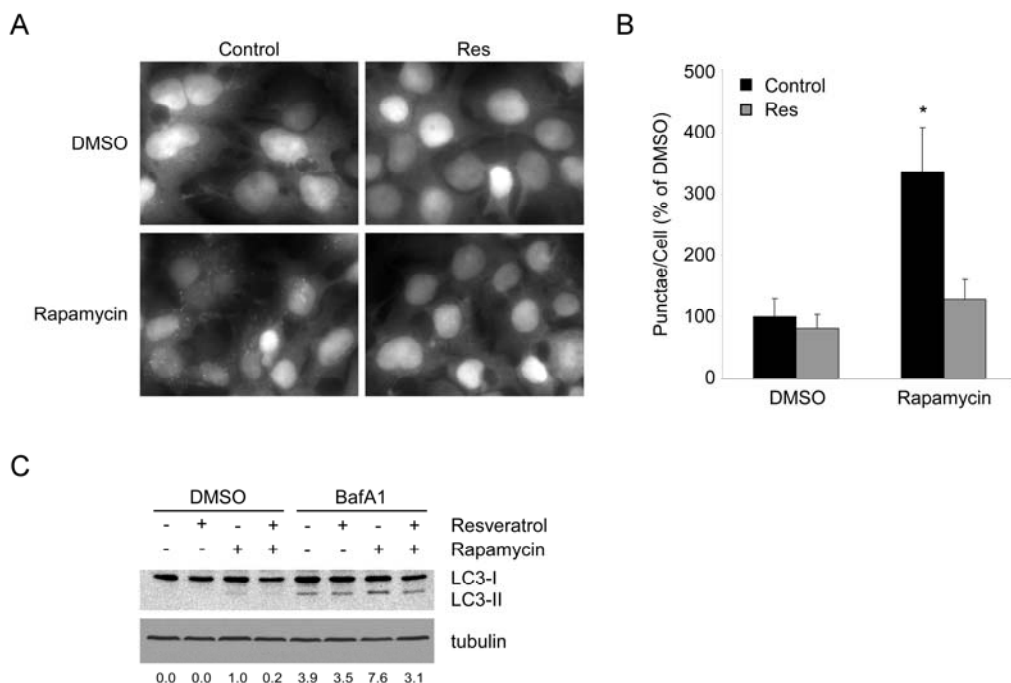 A
Control Res
DMSO
Rapamycin
B
500
400
300
200
100
0
Punctae/Cell (% of DMSO)
Control
Res
*
DMSO Rapamycin
C
DMSO BafA1
- + - + - + - + Resveratrol
- - + + - - + + Rapamycin
LC3-I
LC3-II
tubulin
0.0 0.0 1.0 0.2 3.9 3.5 7.6 3.1